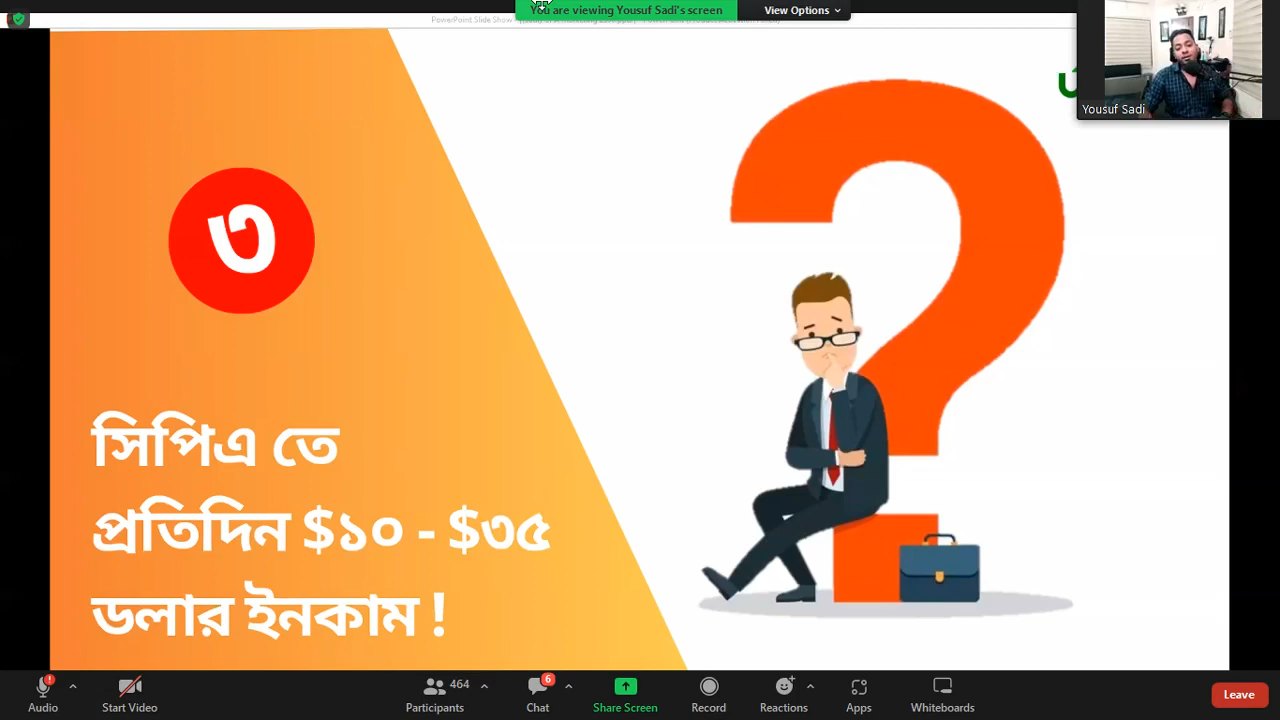 You are viewing Yousuf Sadi's screen
View Options
Yousuf Sadi
৩
সিপিএ তে
প্রতিদিন $১০ - $৩৫
ডলার ইনকাম !
Audio
Start Video
464
Participants
6
Chat
Share Screen
Record
Reactions
Apps
Whiteboards
Leave